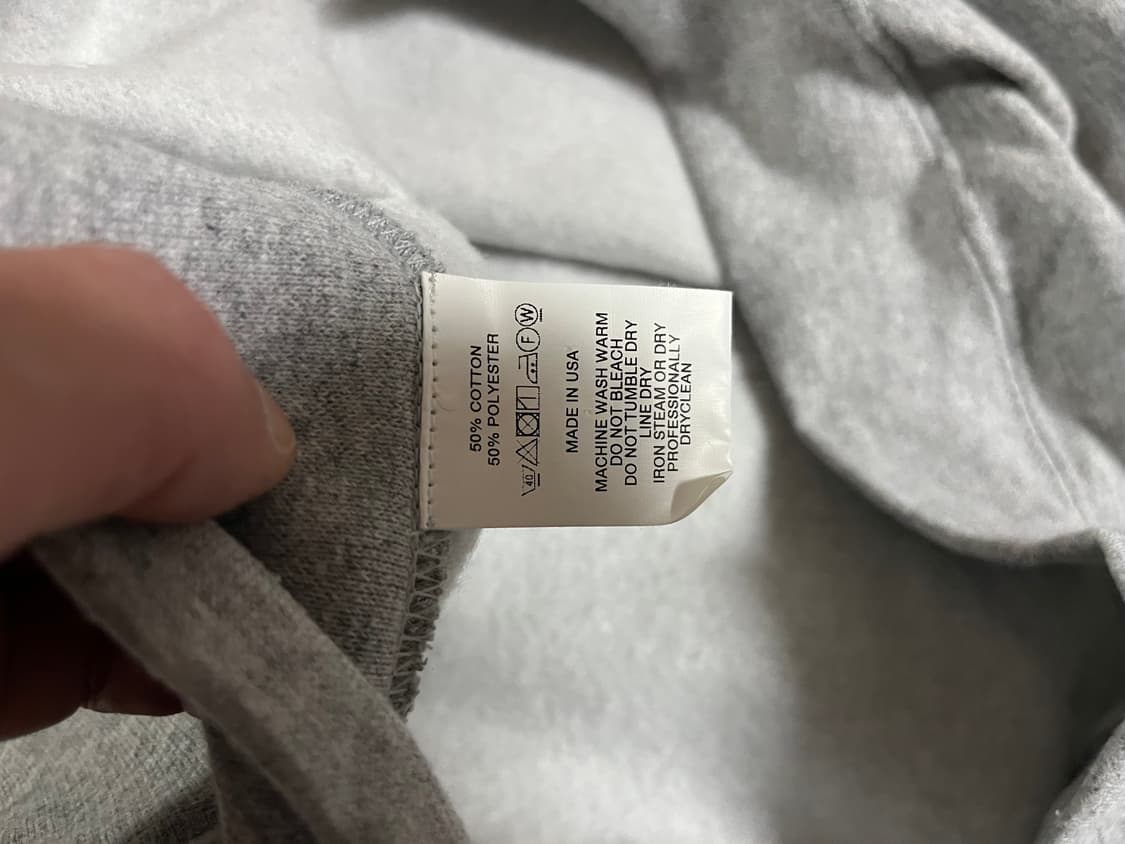 50% COTTON
50% POLYESTER
40 F W
MADE IN USA
MACHINE WASH WARM
DO NOT BLEACH
DO NOT TUMBLE DRY
LINE DRY
IRON STEAM OR DRY
PROFESSIONALLY
DRYCLEAN